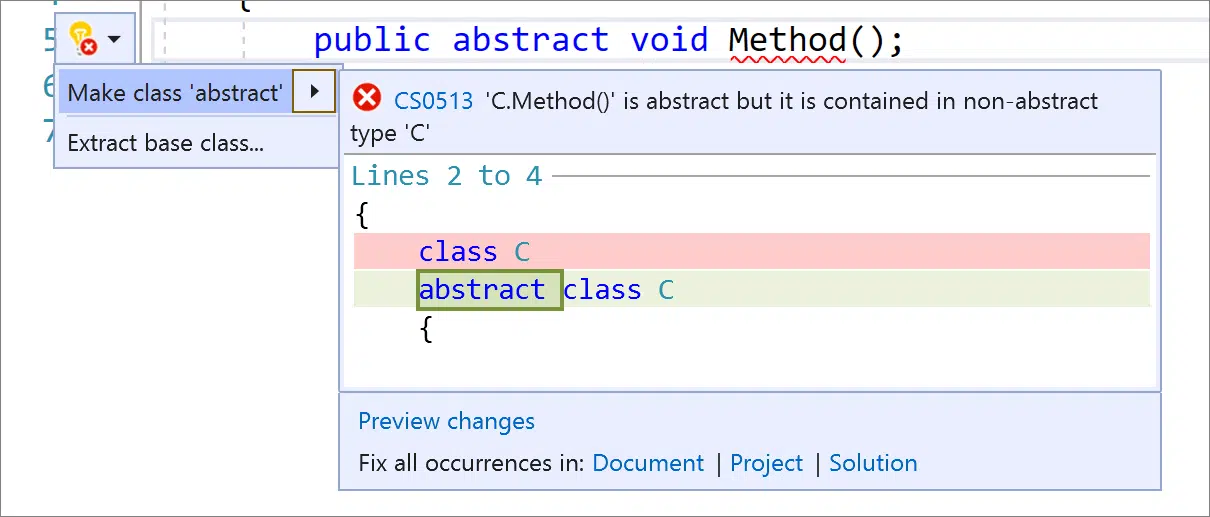 {
5
public abstract void Method();
6
7
Make class 'abstract'
Extract base class...
CS0513 'C.Method()' is abstract but it is contained in non-abstract
type 'C'
Lines 2 to 4
{
class C
abstract class C
{
Preview changes
Fix all occurrences in: Document | Project | Solution